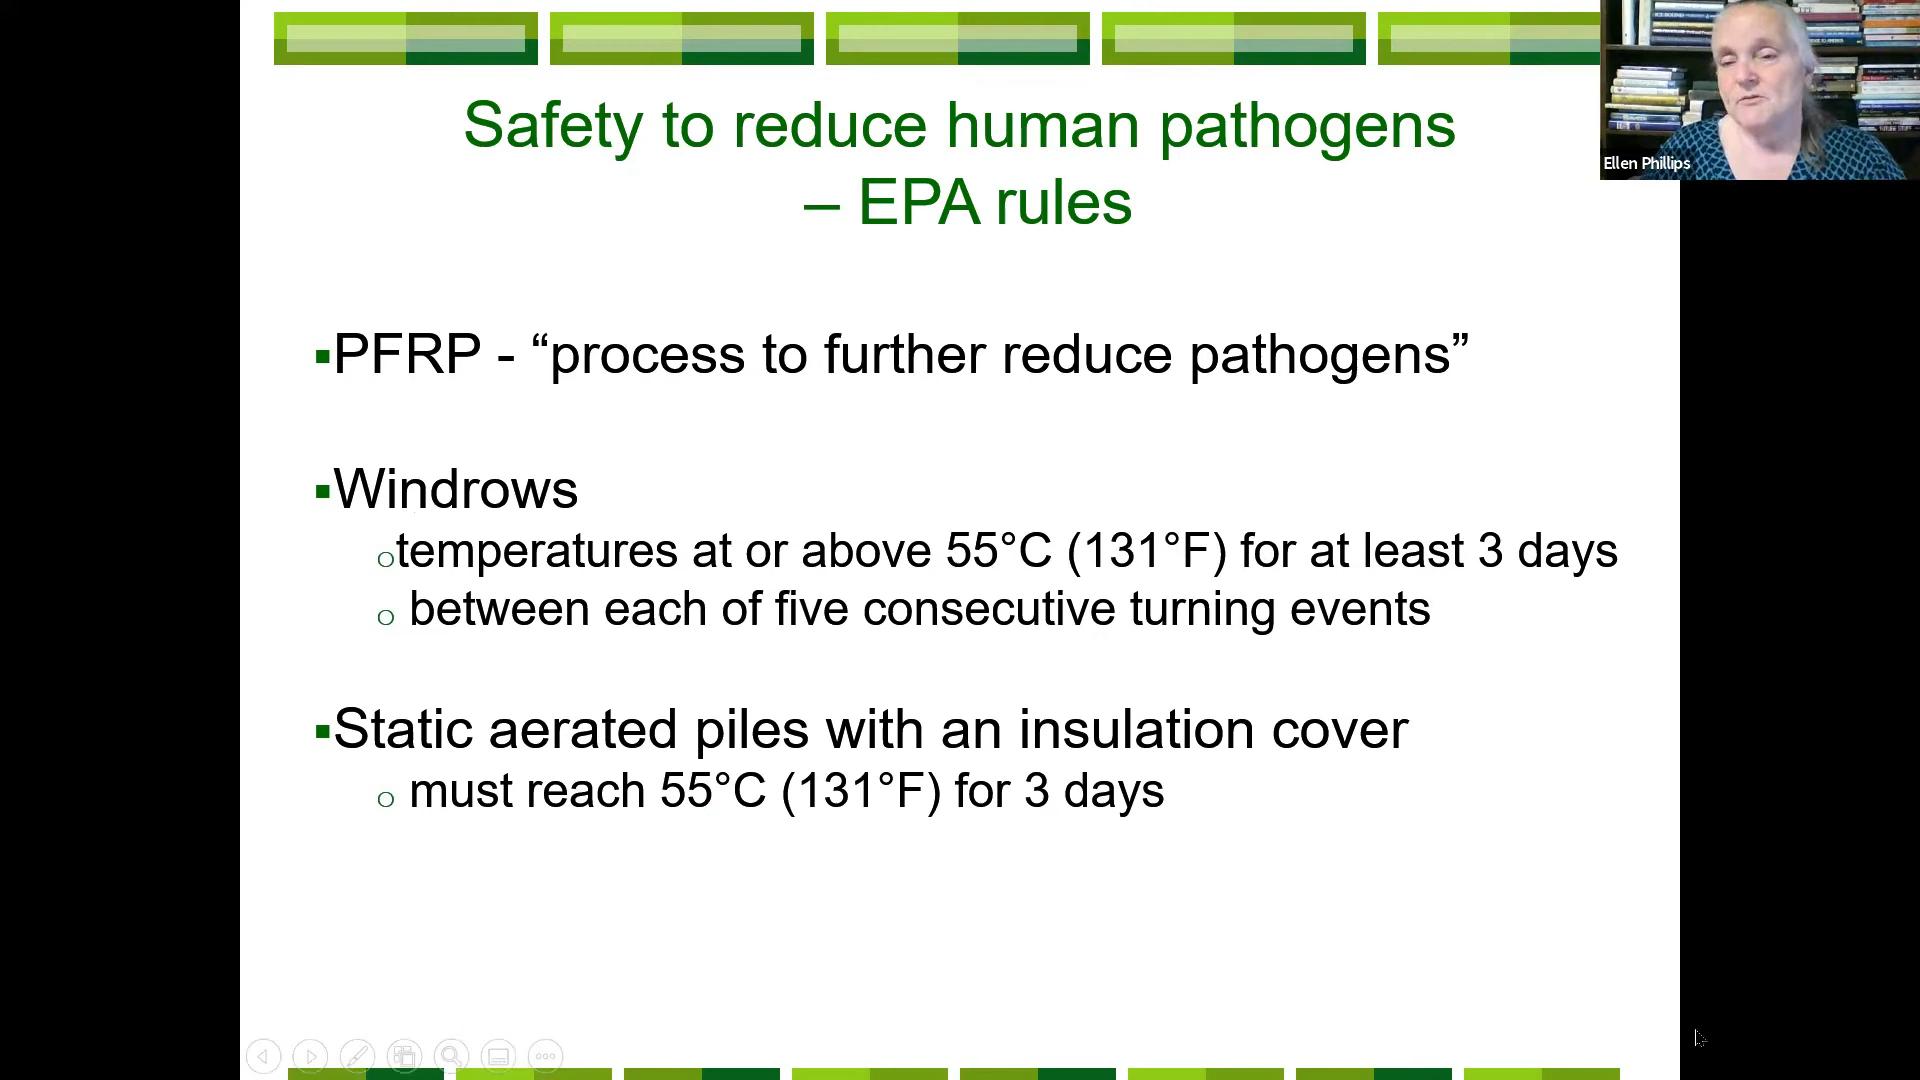 Safety to reduce human pathogens
– EPA rules
▪PFRP - “process to further reduce pathogens”
▪Windrows
otemperatures at or above 55°C (131°F) for at least 3 days
o between each of five consecutive turning events
▪Static aerated piles with an insulation cover
o must reach 55°C (131°F) for 3 days
Ellen Phillips